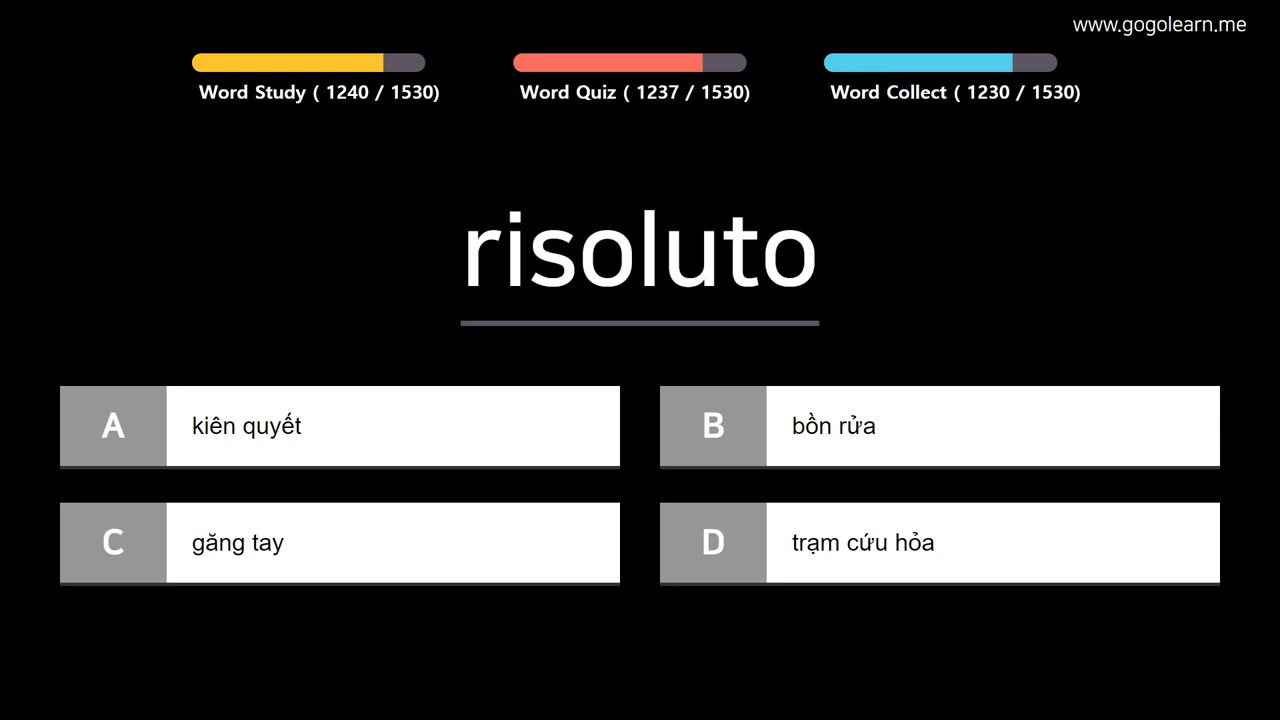 www.gogolearn.me
Word Study ( 1240 / 1530)
Word Quiz ( 1237 / 1530)
Word Collect ( 1230 / 1530)
risoluto
A kiên quyết
B bồn rửa
C găng tay
D trạm cứu hỏa